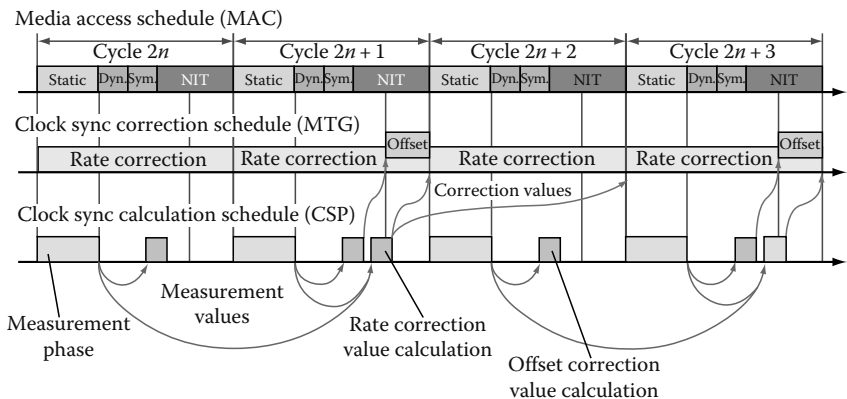 Media access schedule (MAC)
Cycle 2n Cycle 2n + 1 Cycle 2n + 2 Cycle 2n + 3
Static Dyn. Sym. NIT Static Dyn. Sym. NIT Static Dyn. Sym. NIT Static Dyn. Sym. NIT
Clock sync correction schedule (MTG)
Offset Offset
Rate correction Rate correction Rate correction Rate correction
Correction values
Clock sync calculation schedule (CSP)
Measurement
values
Measurement
phase
Rate correction
value calculation
Offset correction
value calculation